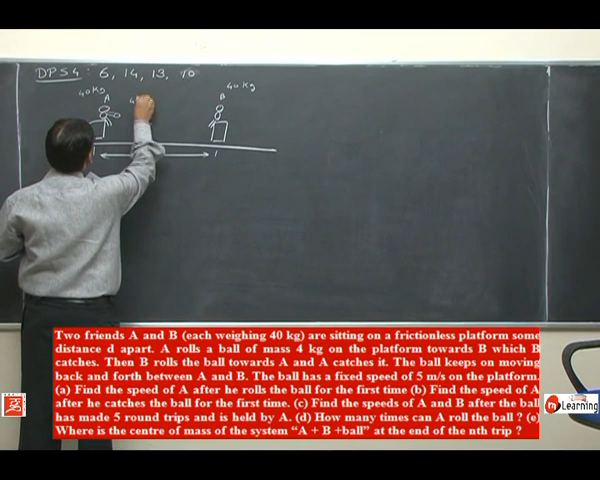 DPS4 : 6, 14, 13, 10
40 Kg
40 Kg
A
B
4
Two friends A and B (each weighing 40 kg) are sitting on a frictionless platform some
distance d apart. A rolls a ball of mass 4 kg on the platform towards B which B
catches. Then B rolls the ball towards A and A catches it. The ball keeps on moving
back and forth between A and B. The ball has a fixed speed of 5 m/s on the platform.
(a) Find the speed of A after he rolls the ball for the first time (b) Find the speed of A
after he catches the ball for the first time. (c) Find the speeds of A and B after the ball
has made 5 round trips and is held by A. (d) How many times can A roll the ball ? (e)
Where is the centre of mass of the system “A + B +ball” at the end of the nth trip ?
m Learning